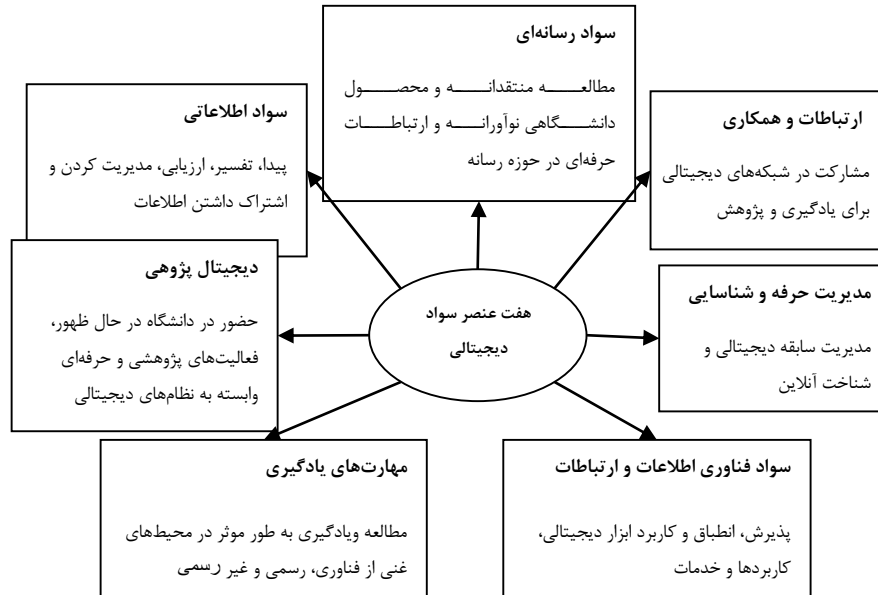 سواد رسانه‌ای
مطالعه منتقدانه و محصول
دانشگاهی نوآورانه و ارتباطات
حرفه‌ای در حوزه رسانه
ارتباطات و همکاری
مشارکت در شبکه‌های دیجیتالی
برای یادگیری و پژوهش
سواد اطلاعاتی
پیدا، تفسیر، ارزیابی، مدیریت کردن و
اشتراک داشتن اطلاعات
مدیریت حرفه و شناسایی
مدیریت سابقه دیجیتالی و
شناخت آنلاین
هفت عنصر سواد
دیجیتالی
دیجیتال پژوهی
حضور در دانشگاه در حال ظهور،
فعالیت‌های پژوهشی و حرفه‌ای
وابسته به نظام‌های دیجیتالی
سواد فناوری اطلاعات و ارتباطات
پذیرش، انطباق و کاربرد ابزار دیجیتالی،
کاربردها و خدمات
مهارت‌های یادگیری
مطالعه ویادگیری به طور موثر در محیط‌های
غنی از فناوری، رسمی و غیر رسمی